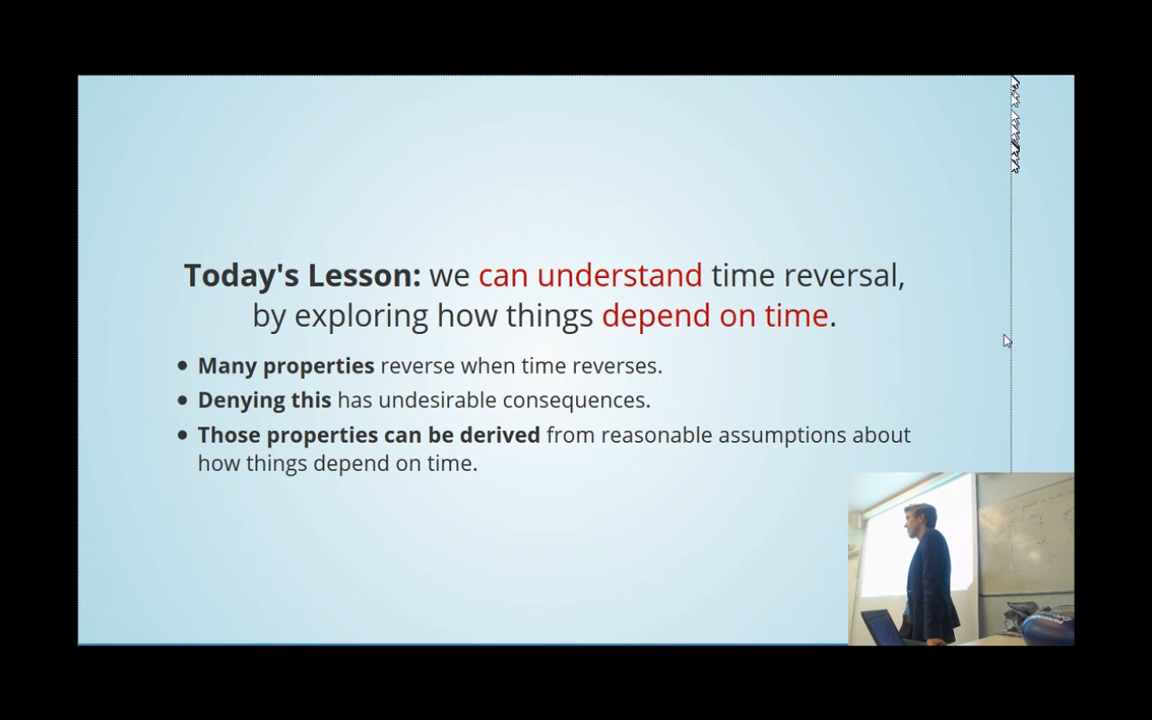 Today's Lesson: we can understand time reversal,
by exploring how things depend on time.
• Many properties reverse when time reverses.
• Denying this has undesirable consequences.
• Those properties can be derived from reasonable assumptions about
how things depend on time.